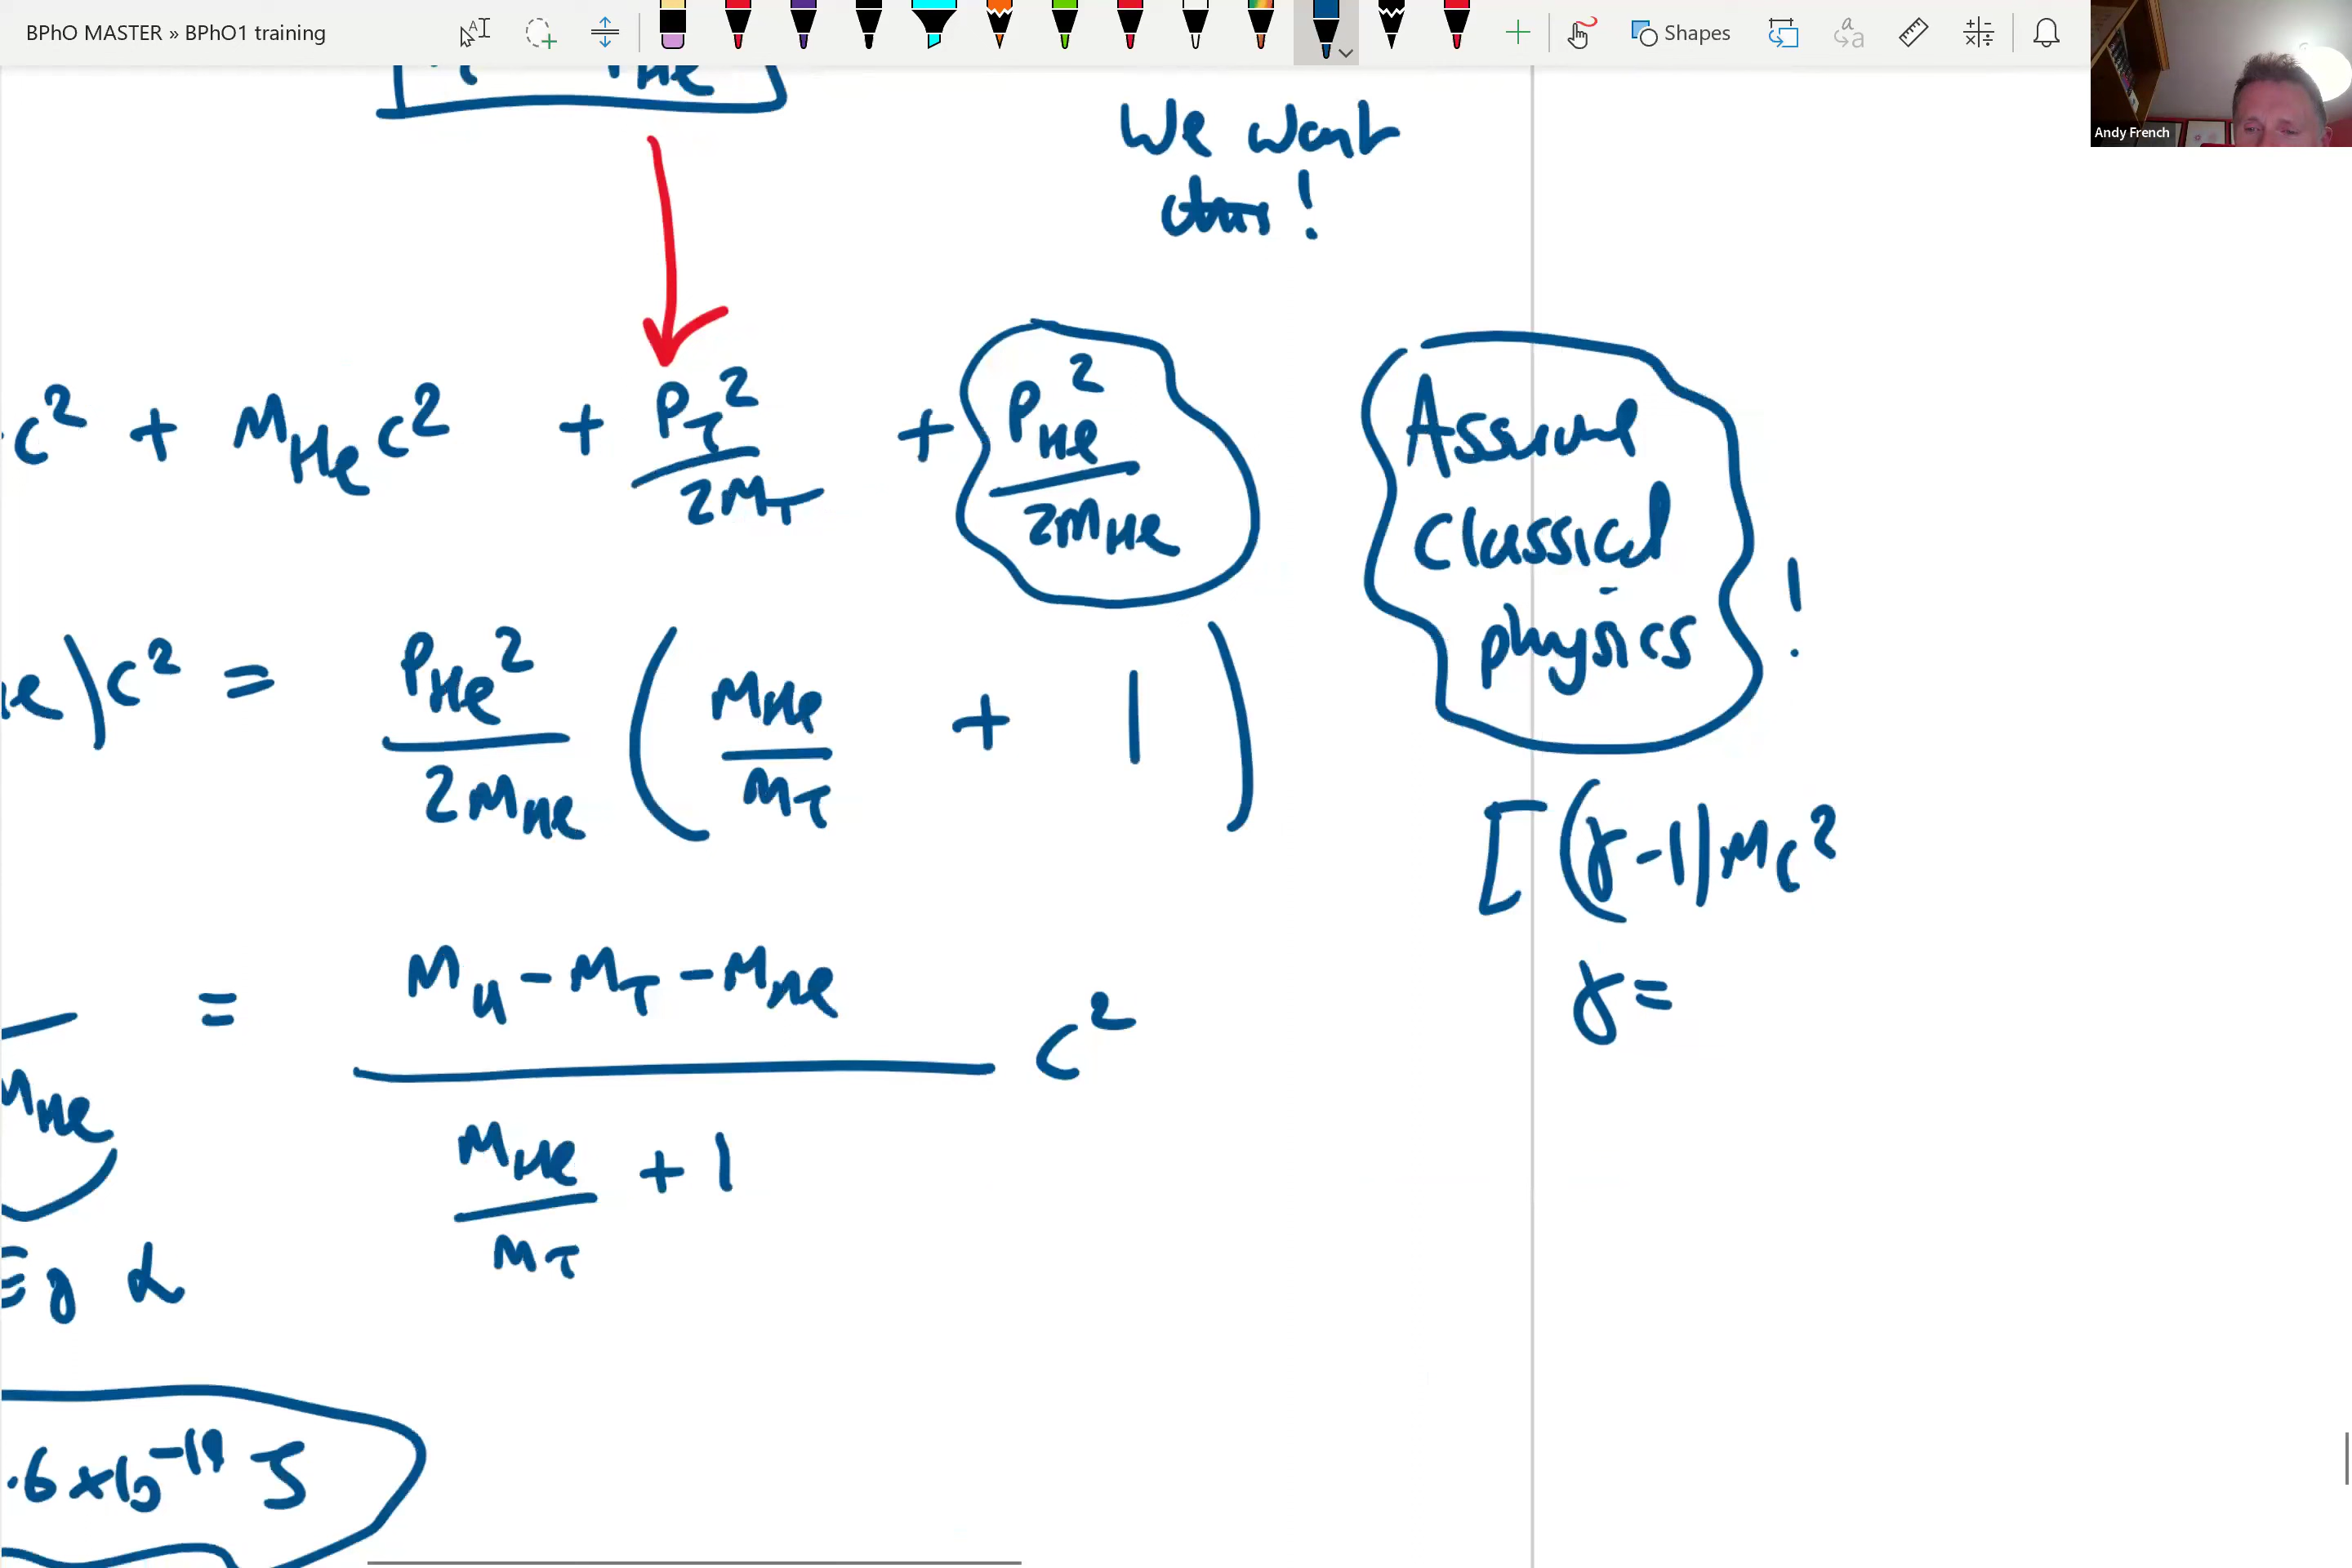 BPhO MASTER » BPhO1 training
Shapes
Andy French
We want
this!
c² + M_He c² + P_T²/2M_T + P_He²/2M_He
Assume
classical
physics !
He)c² = P_He²/2M_He (M_He/M_T + 1)
[(γ-1)Mc²
γ =
= (M_U - M_T - M_He)/(M_He/M_T + 1) c²
M_He
α
.6 × 10⁻¹⁹ J